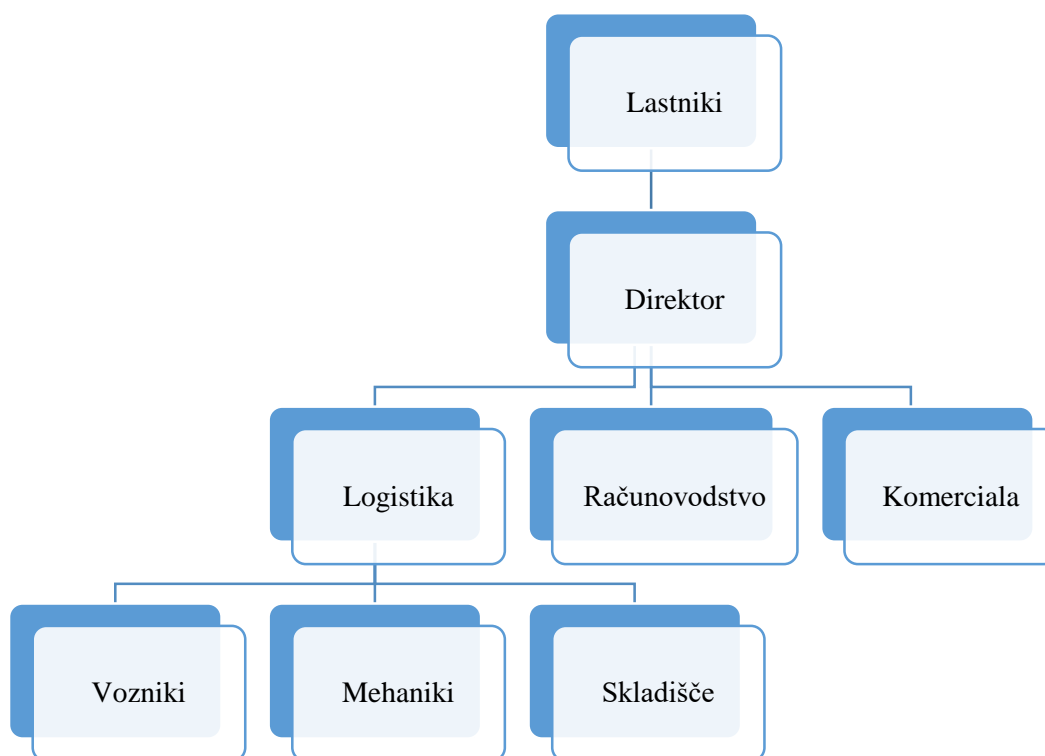 Lastniki
Direktor
Logistika
Računovodstvo
Komerciala
Vozniki
Mehaniki
Skladišče